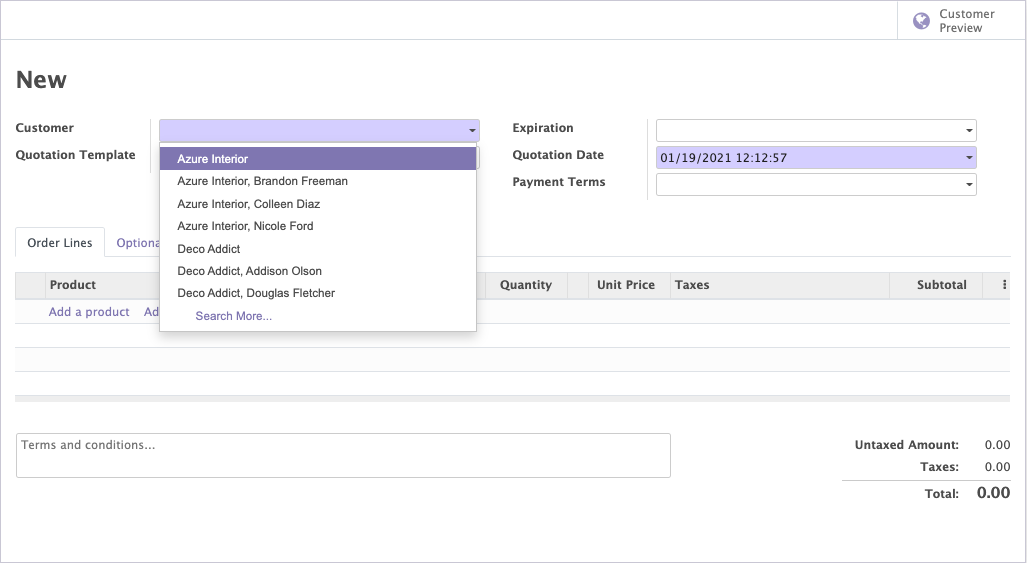 Customer
Preview
New
Customer
Quotation Template
Azure Interior
Azure Interior, Brandon Freeman
Azure Interior, Colleen Diaz
Azure Interior, Nicole Ford
Deco Addict
Deco Addict, Addison Olson
Deco Addict, Douglas Fletcher
Search More...
Expiration
Quotation Date 01/19/2021 12:12:57
Payment Terms
Order Lines Optiona
Product Quantity Unit Price Taxes Subtotal
Add a product Ad
Terms and conditions...
Untaxed Amount: 0.00
Taxes: 0.00
Total: 0.00